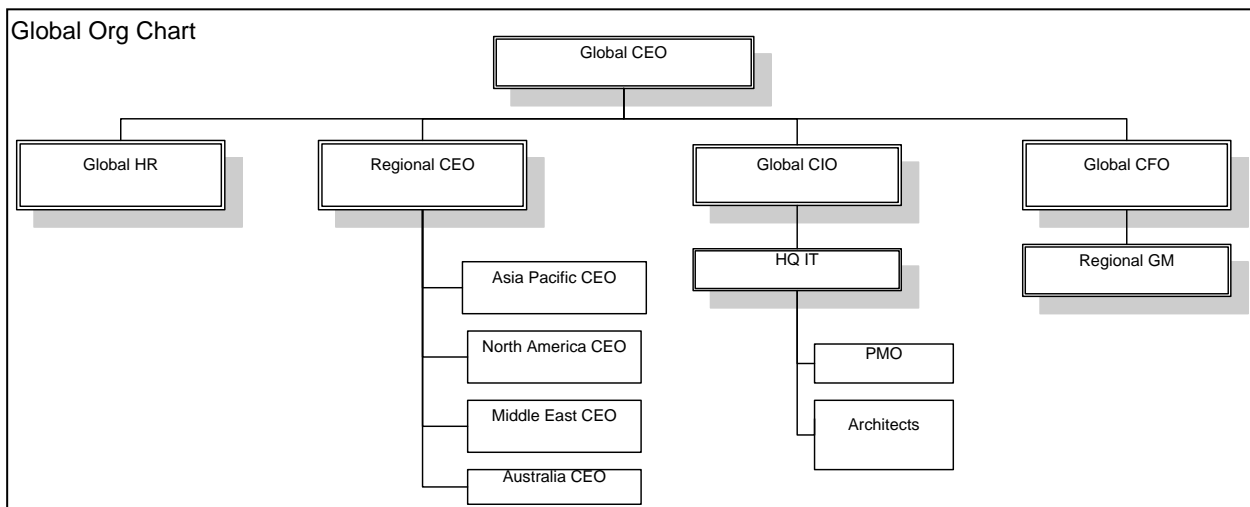 Global Org Chart
Global CEO
Global HR
Regional CEO
Global CIO
Global CFO
HQ IT
Regional GM
Asia Pacific CEO
North America CEO
PMO
Middle East CEO
Architects
Australia CEO